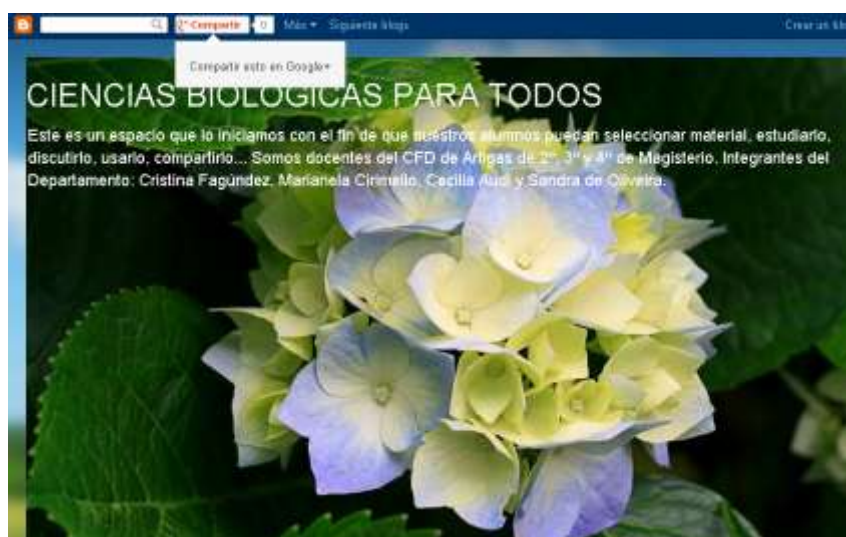 Compartir 0 Más Siguiente blog» Crear un blo
Compartir esto en Google+
CIENCIAS BIOLOGICAS PARA TODOS
Este es un espacio que lo iniciamos con el fin de que nuestros alumnos puedan seleccionar material, estudiarlo,
discutirlo, usarlo, compartirlo... Somos docentes del CFD de Artigas de 2º, 3º y 4º de Magisterio. Integrantes del
Departamento: Cristina Fagúndez, Marianela Cirimello, Cecilia Audi y Sandra de Oliveira.